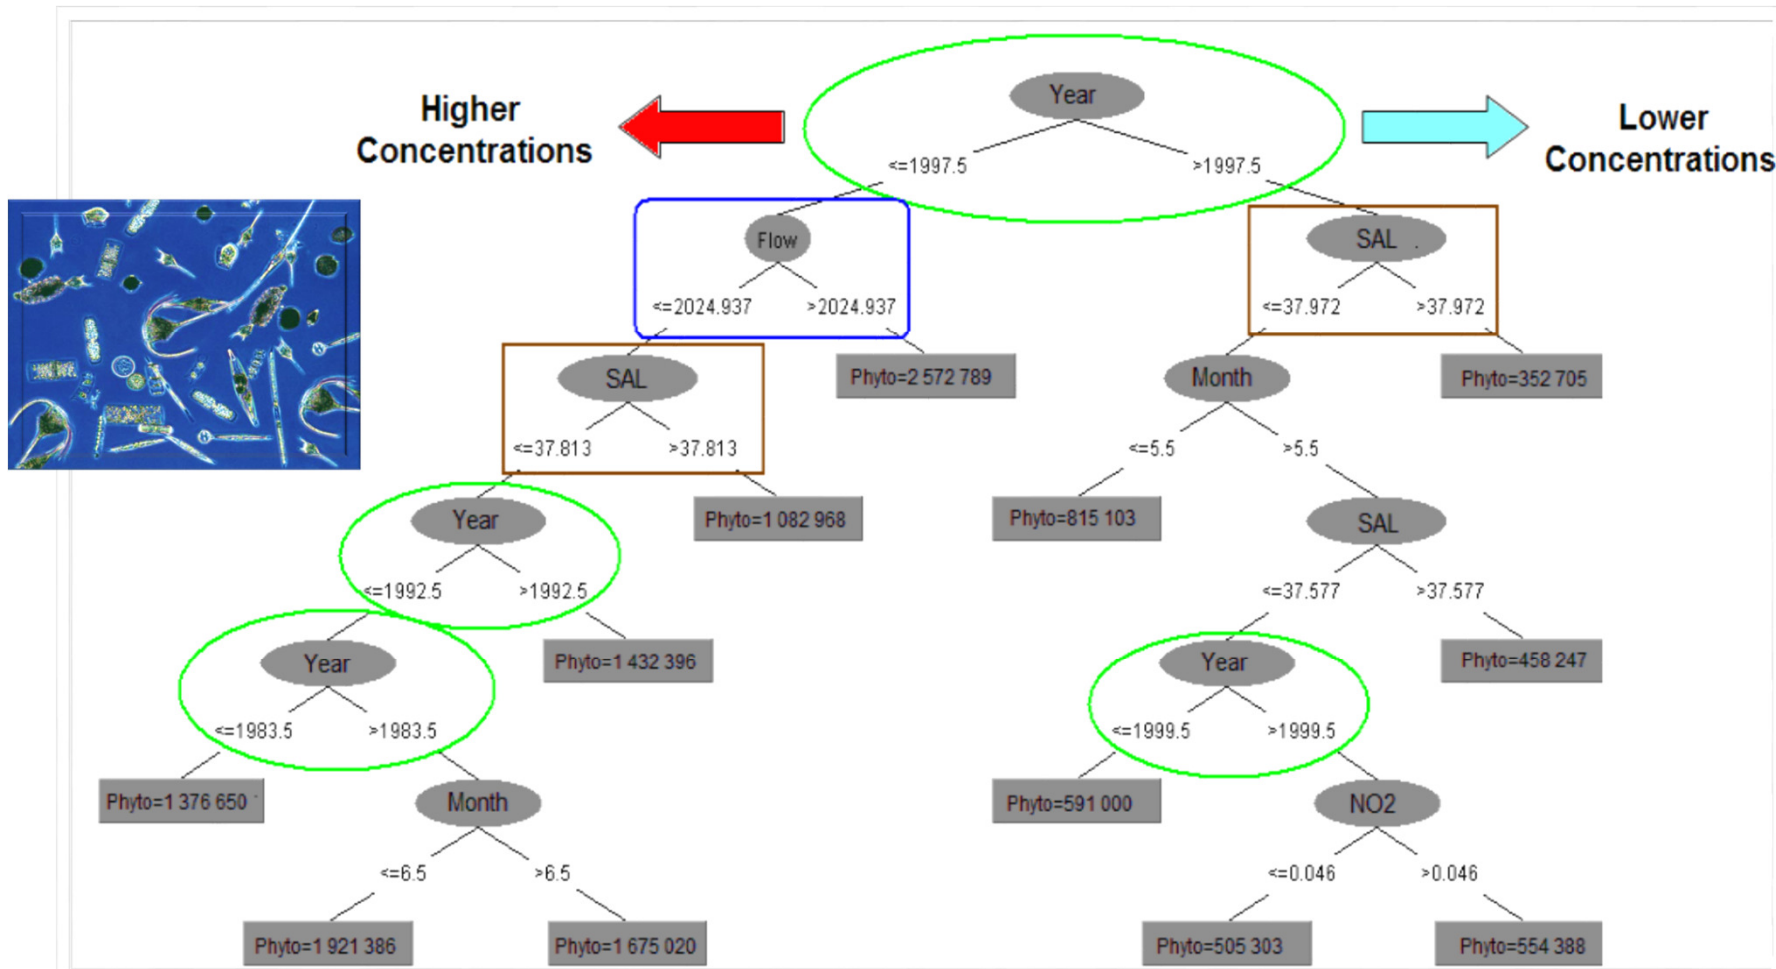 Year
Higher
Concentrations
Lower
Concentrations
<=1997.5 >1997.5
Flow
SAL
<=2024.937 >2024.937
<=37.972 >37.972
SAL
Phyto=2 572 789
Month
Phyto=352 705
<=37.813 >37.813
<=5.5 >5.5
Year
Phyto=1 082 968
Phyto=815 103
SAL
<=1992.5 >1992.5
<=37.577 >37.577
Year
Phyto=1 432 396
Year
Phyto=458 247
<=1983.5 >1983.5
<=1999.5 >1999.5
Phyto=1 376 650
Month
Phyto=591 000
NO2
<=6.5 >6.5
<=0.046 >0.046
Phyto=1 921 386
Phyto=1 675 020
Phyto=505 303
Phyto=554 388